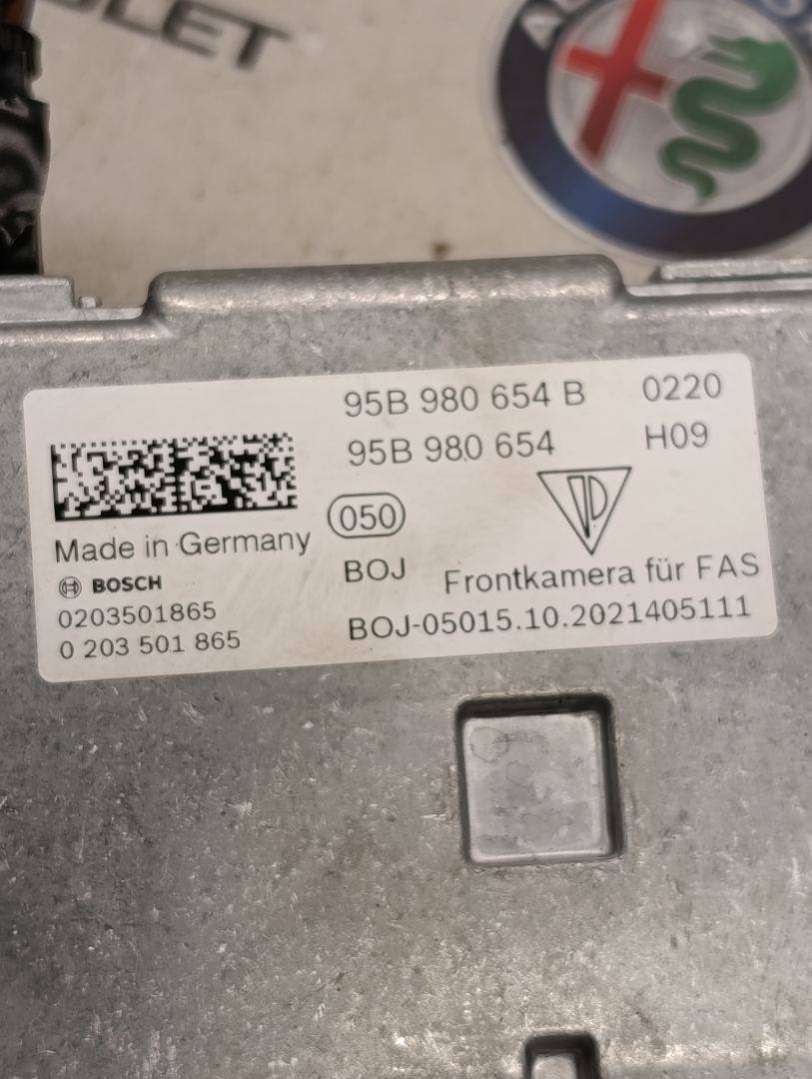 95B 980 654 B 0220
95B 980 654 H09
050
Made in Germany
BOJ
Frontkamera für FAS
BOSCH
0203501865
BOJ-05015.10.2021405111
0 203 501 865